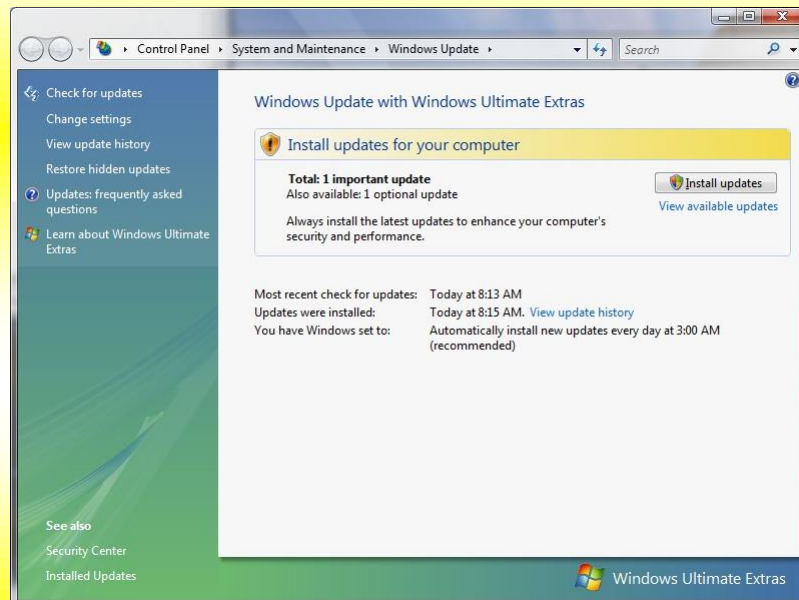 Control Panel ▸ System and Maintenance ▸ Windows Update ▸
Search
Check for updates
Change settings
View update history
Restore hidden updates
Updates: frequently asked
questions
Learn about Windows Ultimate
Extras
Windows Update with Windows Ultimate Extras
Install updates for your computer
Total: 1 important update
Also available: 1 optional update
Always install the latest updates to enhance your computer's
security and performance.
Install updates
View available updates
Most recent check for updates: Today at 8:13 AM
Updates were installed: Today at 8:15 AM. View update history
You have Windows set to: Automatically install new updates every day at 3:00 AM
(recommended)
See also
Security Center
Installed Updates
Windows Ultimate Extras